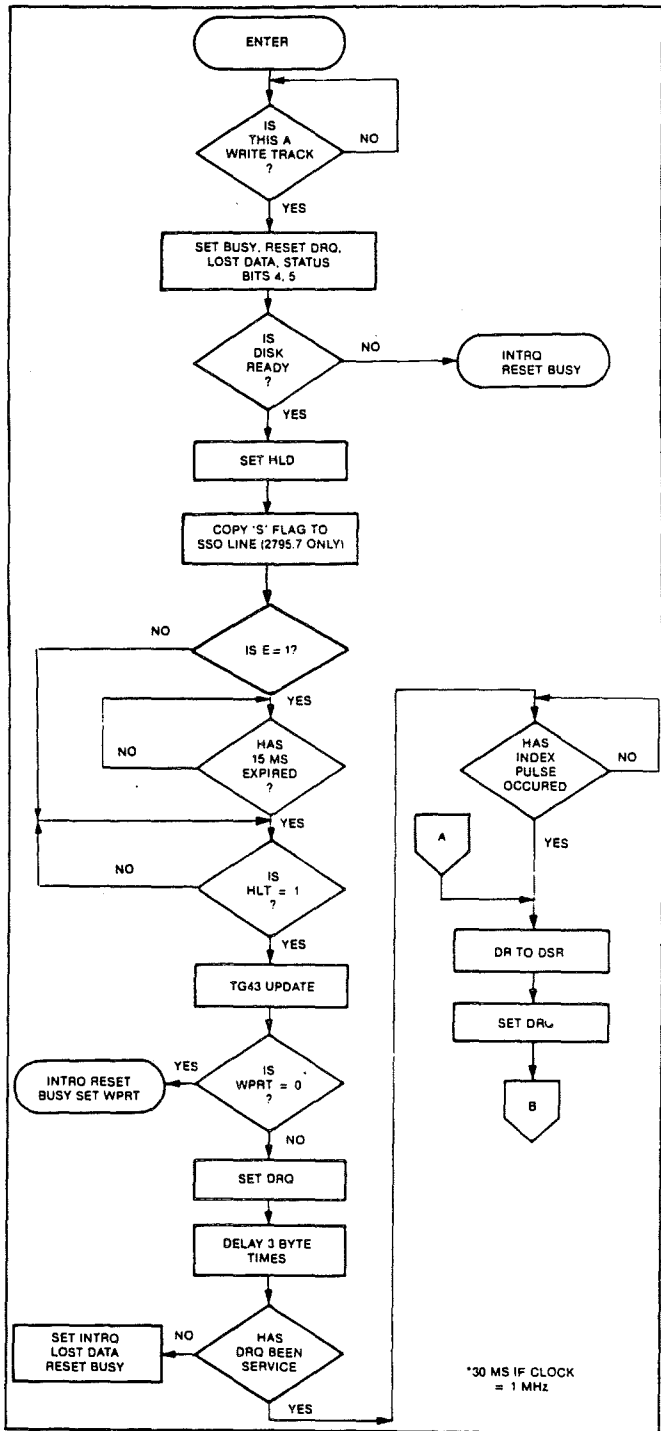 ENTER
IS
THIS A
WRITE TRACK
?
NO
YES
SET BUSY, RESET DRQ,
LOST DATA, STATUS
BITS 4, 5
IS
DISK
READY
?
NO
INTRQ
RESET BUSY
YES
SET HLD
COPY 'S' FLAG TO
SSO LINE (2795.7 ONLY)
NO
IS E = 1?
YES
HAS
15 MS
EXPIRED
?
NO
YES
NO
IS
HLT = 1
?
YES
TG43 UPDATE
YES
IS
WPRT = 0
?
INTRQ RESET
BUSY SET WPRT
NO
SET DRQ
DELAY 3 BYTE
TIMES
SET INTRQ
LOST DATA
RESET BUSY
NO
HAS
DRQ BEEN
SERVICE
YES
HAS
INDEX
PULSE
OCCURED
NO
YES
A
DR TO DSR
SET DRQ
B
*30 MS IF CLOCK
= 1 MHz